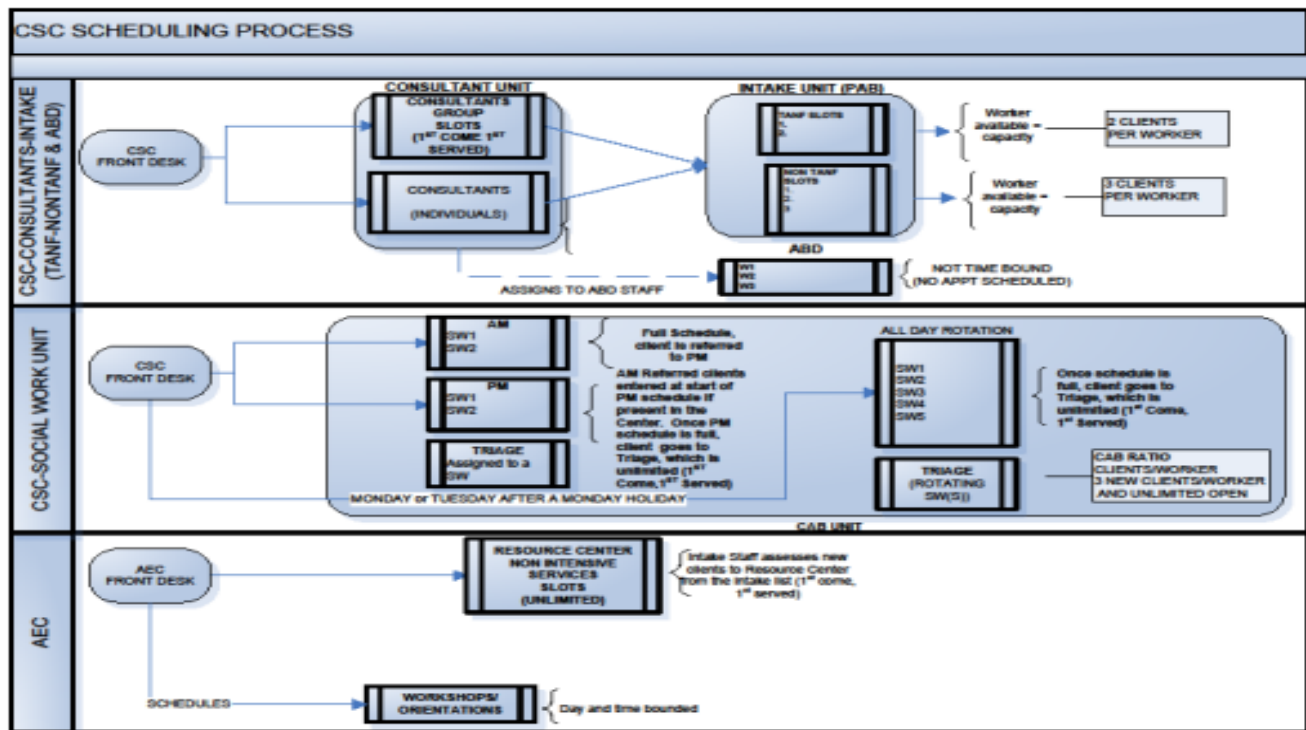 CSC SCHEDULING PROCESS
CSC-CONSULTANTS-INTAKE
(TANF-NONTANF & ABD)
CSC
FRONT DESK
CONSULTANT UNIT
CONSULTANTS
GROUP
SLOTS
(1ST COME 1ST
SERVED)
CONSULTANTS
(INDIVIDUALS)
INTAKE UNIT (PAB)
TANF SLOTS
1.
2.
NON TANF
SLOTS
1.
2.
3
Worker
available =
capacity
2 CLIENTS
PER WORKER
Worker
available =
capacity
3 CLIENTS
PER WORKER
ASSIGNS TO ABD STAFF
ABD
W1
W2
W3
NOT TIME BOUND
(NO APPT SCHEDULED)
CSC-SOCIAL WORK UNIT
CSC
FRONT DESK
AM
SW1
SW2
Full Schedule,
client is referred
to PM
PM
SW1
SW2
AM Referred clients
entered at start of
PM schedule if
present in the
Center. Once PM
schedule is full,
client goes to
Triage, which is
unlimited (1ST
Come,1ST Served)
TRIAGE
Assigned to a
SW
MONDAY or TUESDAY AFTER A MONDAY HOLIDAY
ALL DAY ROTATION
SW1
SW2
SW3
SW4
SW5
Once schedule is
full, client goes to
Triage, which is
unlimited (1st Come,
1st Served)
TRIAGE
(ROTATING
SW(S))
CAB RATIO
CLIENTS/WORKER
3 NEW CLIENTS/WORKER
AND UNLIMITED OPEN
CAB UNIT
AEC
AEC
FRONT DESK
RESOURCE CENTER
NON INTENSIVE
SERVICES
SLOTS
(UNLIMITED)
Intake Staff assesses new
clients to Resource Center
from the intake list (1st come,
1st served)
SCHEDULES
WORKSHOPS/
ORIENTATIONS
Day and time bounded